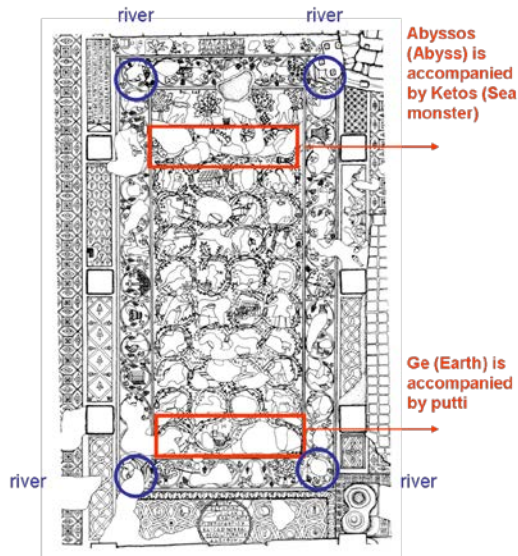 river
river
Abyssos
(Abyss) is
accompanied
by Ketos (Sea
monster)
Ge (Earth) is
accompanied
by putti
river
river